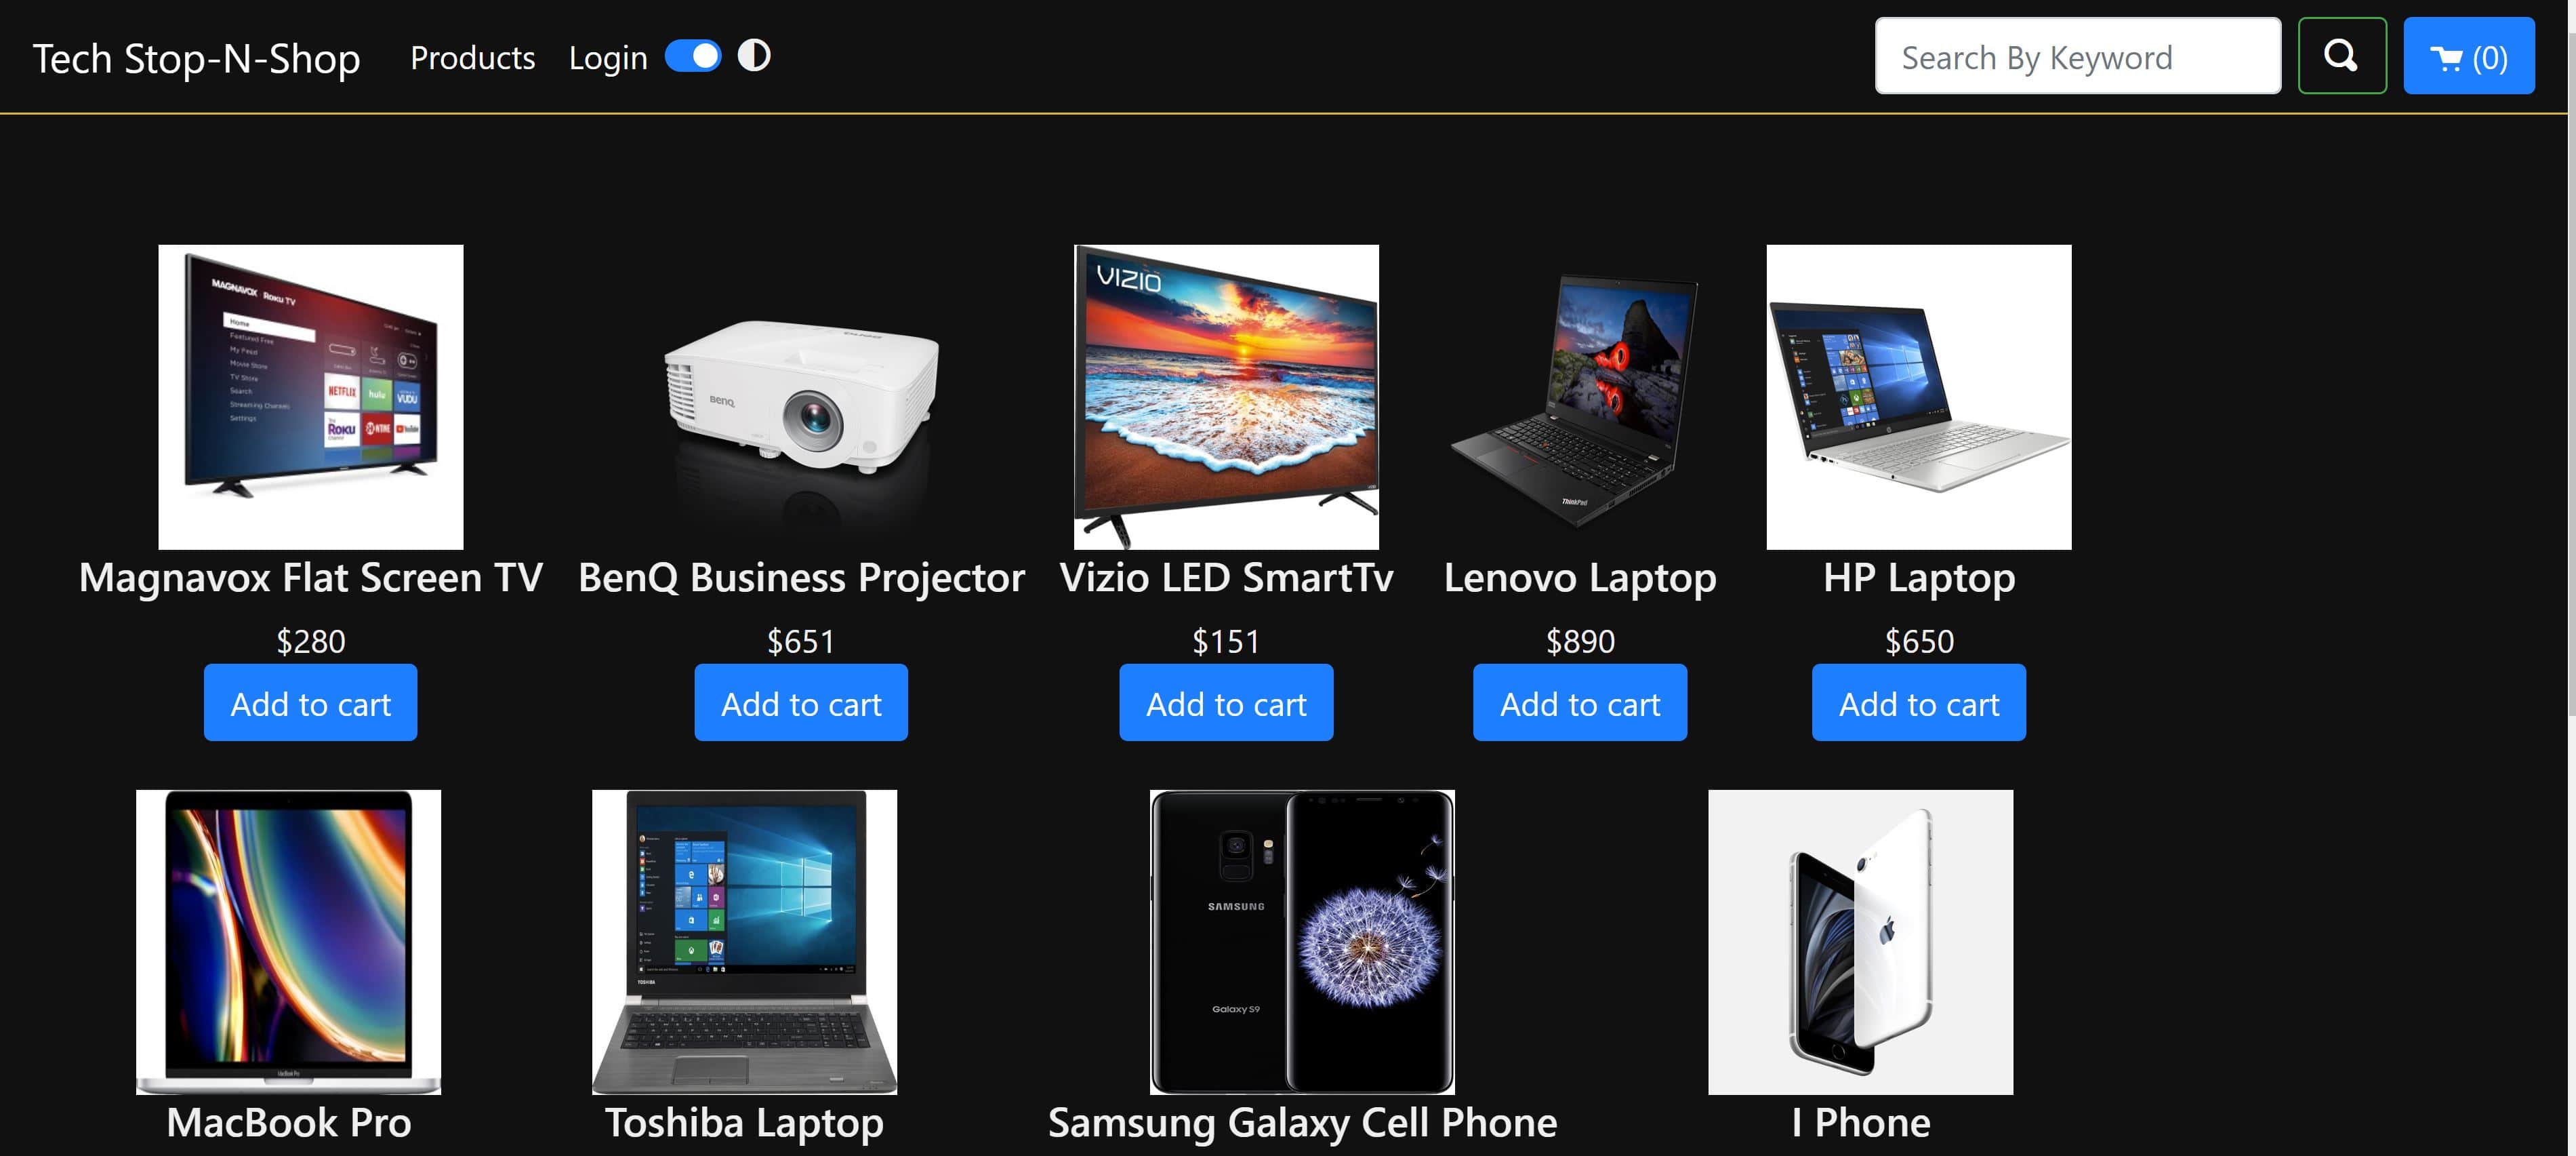 Tech Stop-N-Shop Products Login Search By Keyword (0)
MAGNAVOX Roku TV
Home
Featured Free
My Feed
Movie Store
TV Store
Search
Streaming Channels
Settings
NETFLIX hulu VUDU
Roku SHOWTIME YouTube
BenQ
VIZIO
ThinkPad
Magnavox Flat Screen TV BenQ Business Projector Vizio LED SmartTv Lenovo Laptop HP Laptop
$280 $651 $151 $890 $650
Add to cart Add to cart Add to cart Add to cart Add to cart
MacBook Pro
TOSHIBA
SAMSUNG
Galaxy S9
MacBook Pro Toshiba Laptop Samsung Galaxy Cell Phone I Phone